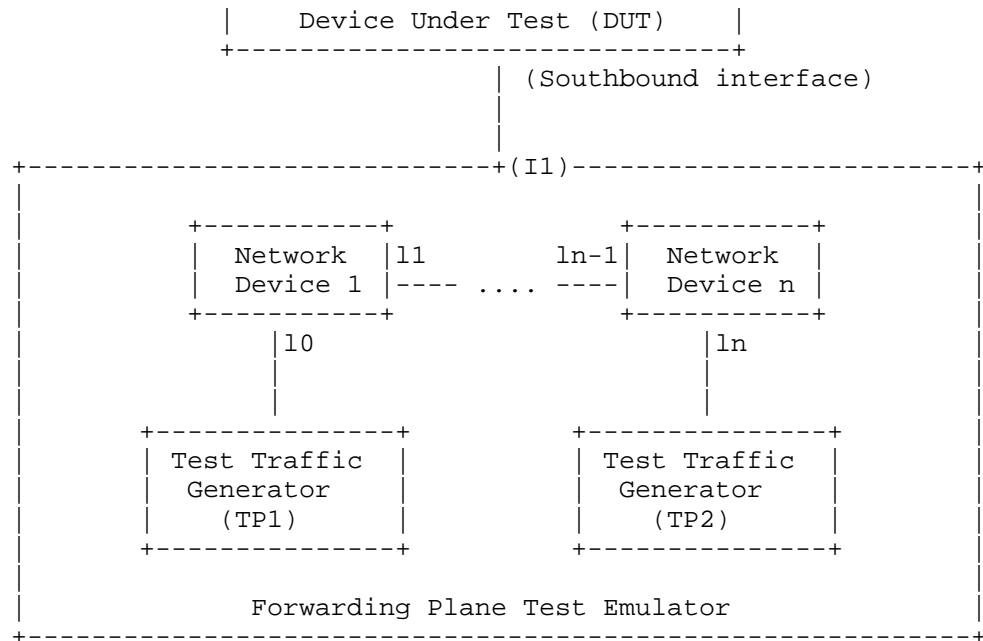 Device Under Test (DUT)
(Southbound interface)
(I1)
Network Network
l1 ln-1
Device 1 Device n
l0 ln
Test Traffic Test Traffic
Generator Generator
(TP1) (TP2)
Forwarding Plane Test Emulator